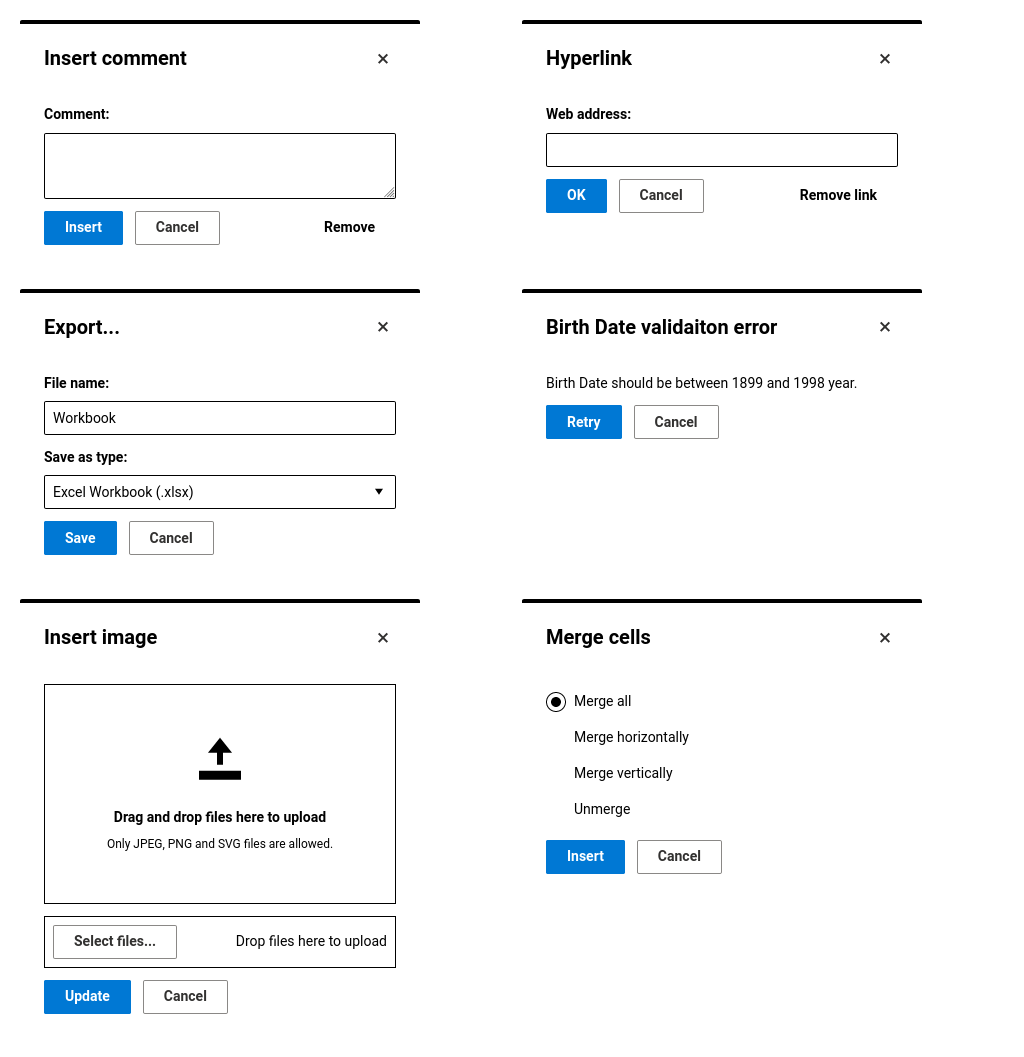 Insert comment
Comment:
Insert Cancel Remove
Hyperlink
Web address:
OK Cancel Remove link
Export...
File name:
Workbook
Save as type:
Excel Workbook (.xlsx)
Save Cancel
Birth Date validaiton error
Birth Date should be between 1899 and 1998 year.
Retry Cancel
Insert image
Drag and drop files here to upload
Only JPEG, PNG and SVG files are allowed.
Select files... Drop files here to upload
Update Cancel
Merge cells
Merge all
Merge horizontally
Merge vertically
Unmerge
Insert Cancel